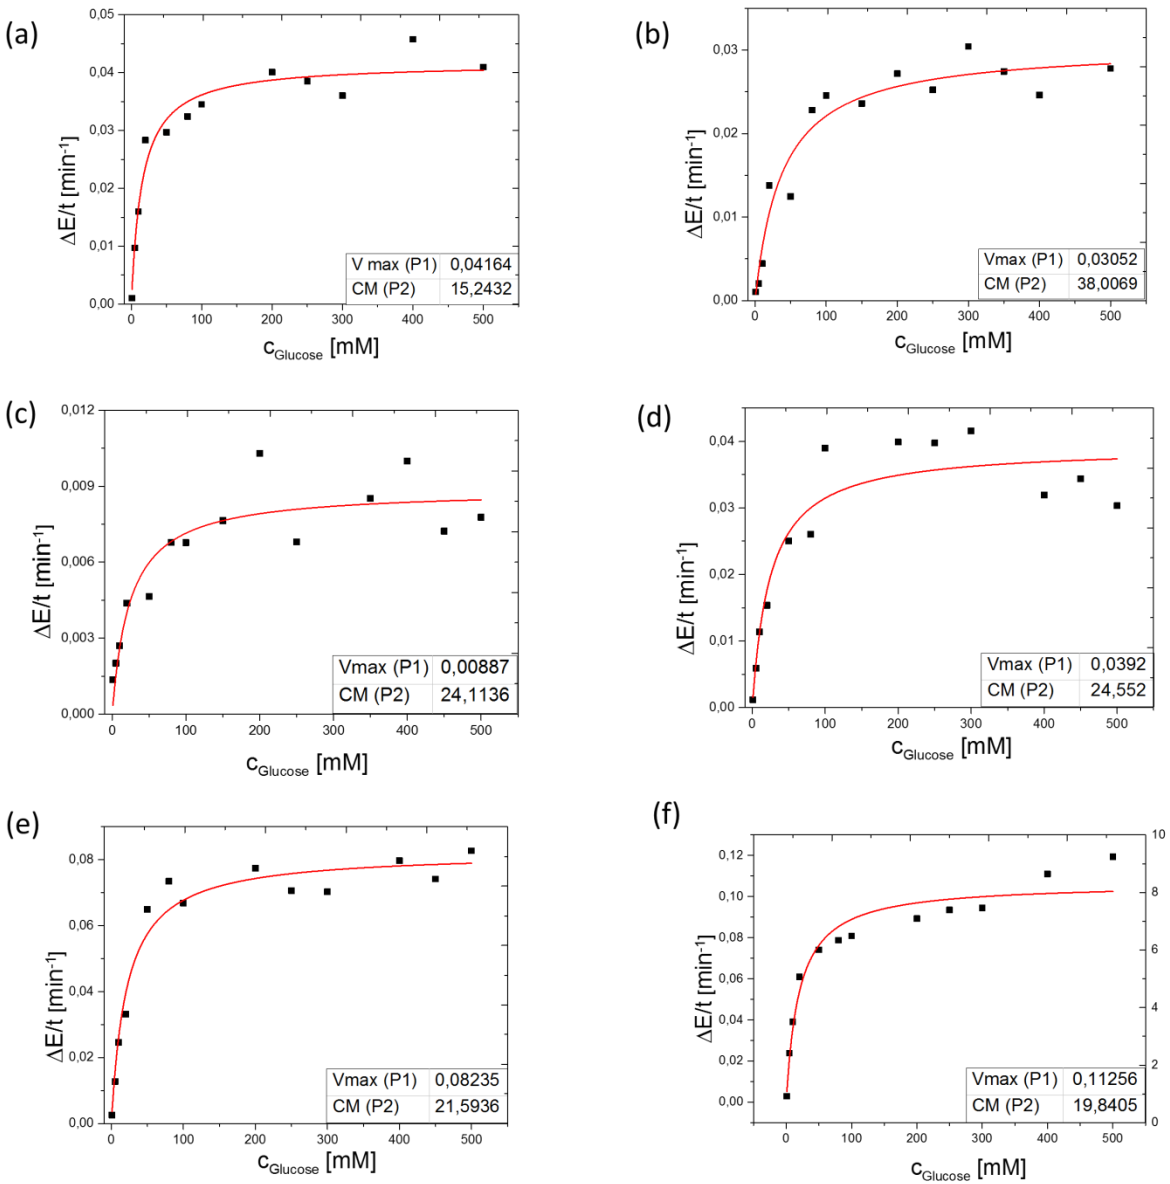 (a)
0,05
0,04
0,03
0,02
0,01
0,00
ΔE/t [min⁻¹]
V max (P1) 0,04164
CM (P2) 15,2432
0 100 200 300 400 500
c_Glucose [mM]
(b)
0,03
0,02
0,01
0,00
ΔE/t [min⁻¹]
Vmax (P1) 0,03052
CM (P2) 38,0069
0 100 200 300 400 500
c_Glucose [mM]
(c)
0,012
0,009
0,006
0,003
0,000
ΔE/t [min⁻¹]
Vmax (P1) 0,00887
CM (P2) 24,1136
0 100 200 300 400 500
c_Glucose [mM]
(d)
0,04
0,03
0,02
0,01
0,00
ΔE/t [min⁻¹]
Vmax (P1) 0,0392
CM (P2) 24,552
0 100 200 300 400 500
c_Glucose [mM]
(e)
0,08
0,06
0,04
0,02
0,00
ΔE/t [min⁻¹]
Vmax (P1) 0,08235
CM (P2) 21,5936
0 100 200 300 400 500
c_Glucose [mM]
(f)
0,12
0,10
0,08
0,06
0,04
0,02
0,00
ΔE/t [min⁻¹]
10
8
6
4
2
0
Vmax (P1) 0,11256
CM (P2) 19,8405
0 100 200 300 400 500
c_Glucose [mM]